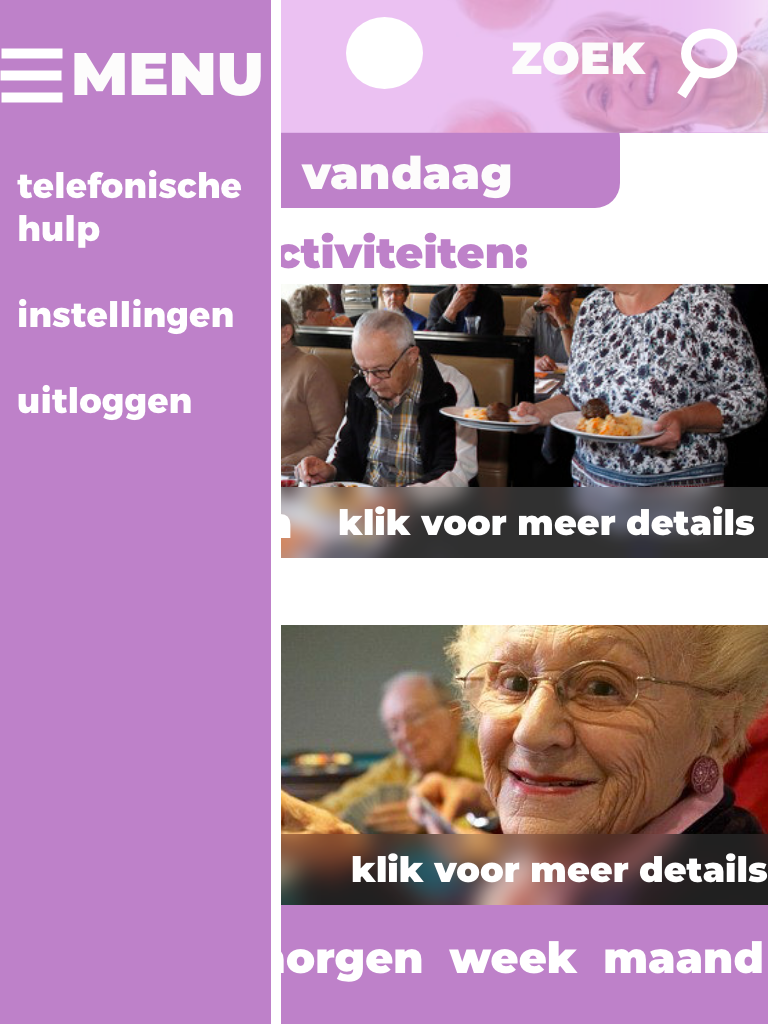 MENU
ZOEK
telefonische
hulp
instellingen
uitloggen
vandaag
ctiviteiten:
klik voor meer details
klik voor meer details
orgen week maand